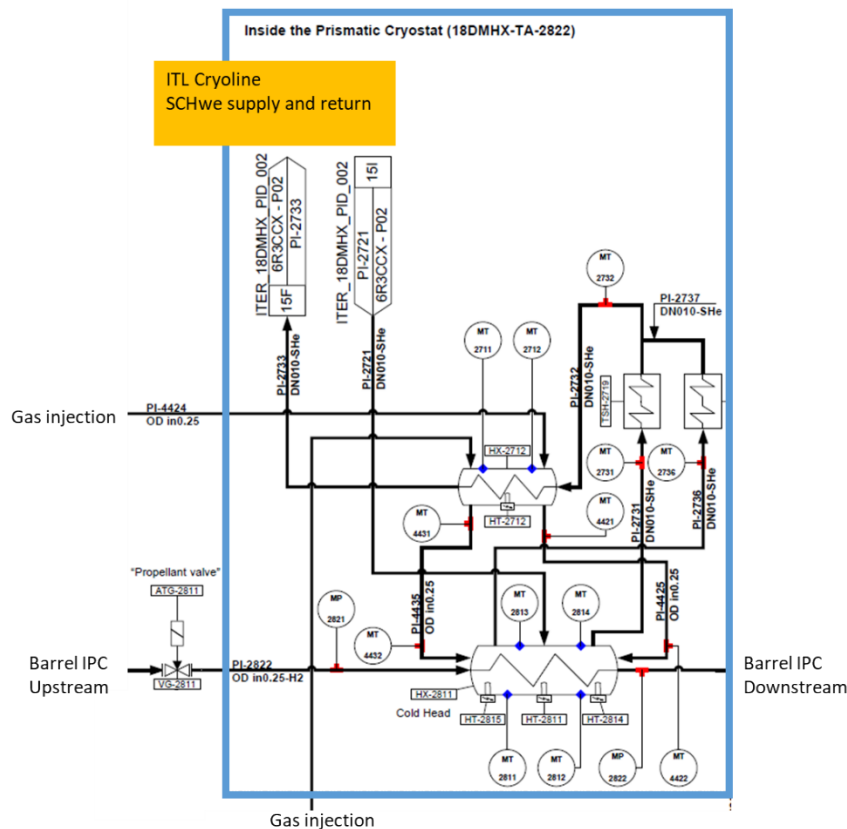 Inside the Prismatic Cryostat (18DMHX-TA-2822)
ITL Cryoline
SCHwe supply and return
ITER_18DMHX_PID_002
6R3CCX - P02
PI-2733
15F
ITER_18DMHX_PID_002
15I
PI-2721
6R3CCX - P02
PI-2733
DN010-SHe
PI-2721
DN010-SHe
MT
2732
PI-2737
DN010-SHe
MT
2711
MT
2712
PI-2732
DN010-SHe
TSH-2719
Gas injection
PI-4424
OD in0.25
HX-2712
HT-2712
MT
2731
MT
2736
MT
4431
MT
4421
PI-2731
DN010-SHe
PI-2736
DN010-SHe
"Propellant valve"
ATG-2811
MP
2821
MT
4432
PI-4435
OD in0.25
MT
2813
MT
2814
PI-4425
OD in0.25
Barrel IPC
Upstream
VG-2811
PI-2822
OD in0.25-H2
HX-2811
Cold Head
HT-2815
HT-2811
HT-2814
Barrel IPC
Downstream
MT
2811
MT
2812
MP
2822
MT
4422
Gas injection